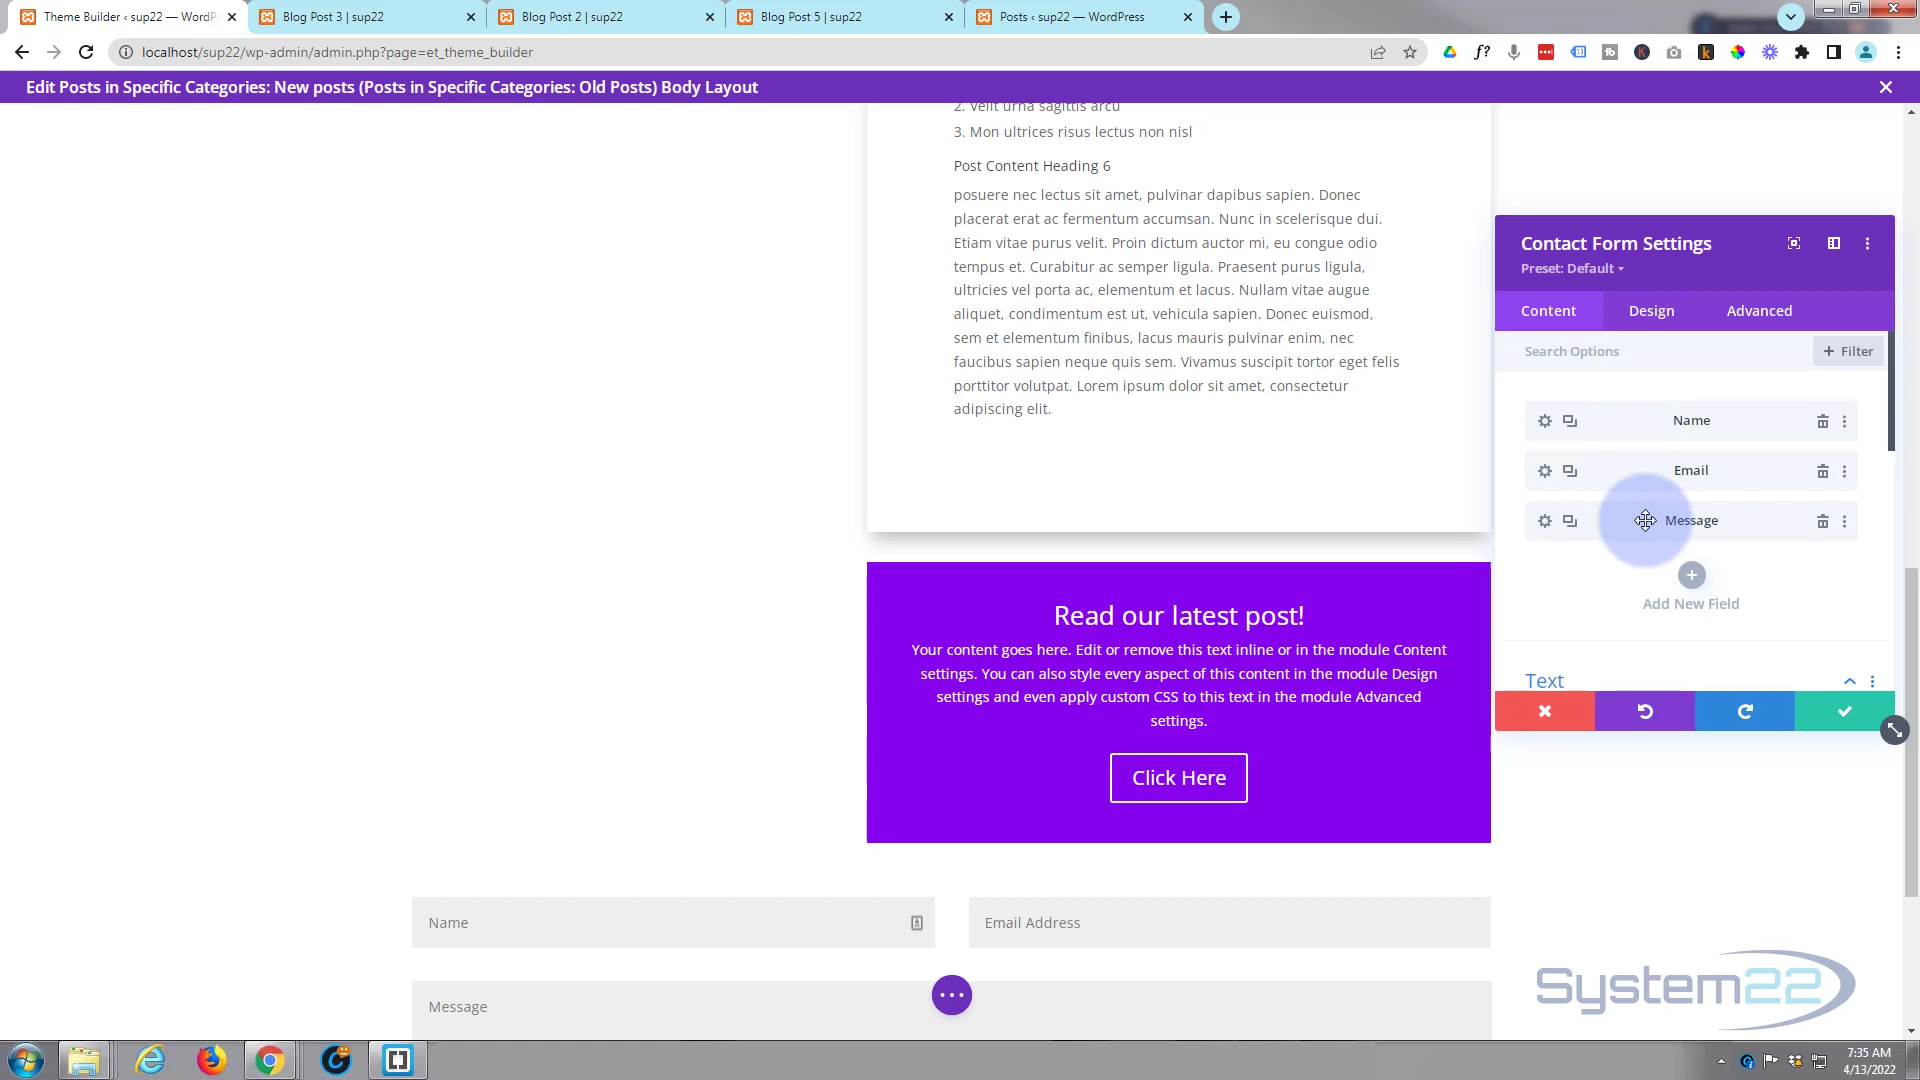 Theme Builder ‹ sup22 — WordP
Blog Post 3 | sup22
Blog Post 2 | sup22
Blog Post 5 | sup22
Posts ‹ sup22 — WordPress
localhost/sup22/wp-admin/admin.php?page=et_theme_builder
Edit Posts in Specific Categories: New posts (Posts in Specific Categories: Old Posts) Body Layout
2. Velit urna sagittis arcu
3. Mon ultrices risus lectus non nisl
Post Content Heading 6
posuere nec lectus sit amet, pulvinar dapibus sapien. Donec
placerat erat ac fermentum accumsan. Nunc in scelerisque dui.
Etiam vitae purus velit. Proin dictum auctor mi, eu congue odio
tempus et. Curabitur ac semper ligula. Praesent purus ligula,
ultricies vel porta ac, elementum et lacus. Nullam vitae augue
aliquet, condimentum est ut, vehicula sapien. Donec euismod,
sem et elementum finibus, lacus mauris pulvinar enim, nec
faucibus sapien neque quis sem. Vivamus suscipit tortor eget felis
porttitor volutpat. Lorem ipsum dolor sit amet, consectetur
adipiscing elit.
Read our latest post!
Your content goes here. Edit or remove this text inline or in the module Content
settings. You can also style every aspect of this content in the module Design
settings and even apply custom CSS to this text in the module Advanced
settings.
Click Here
Name
Email Address
Message
Contact Form Settings
Preset: Default
Content
Design
Advanced
Search Options
+ Filter
Name
Email
Message
Add New Field
Text
System22
7:35 AM
4/13/2022